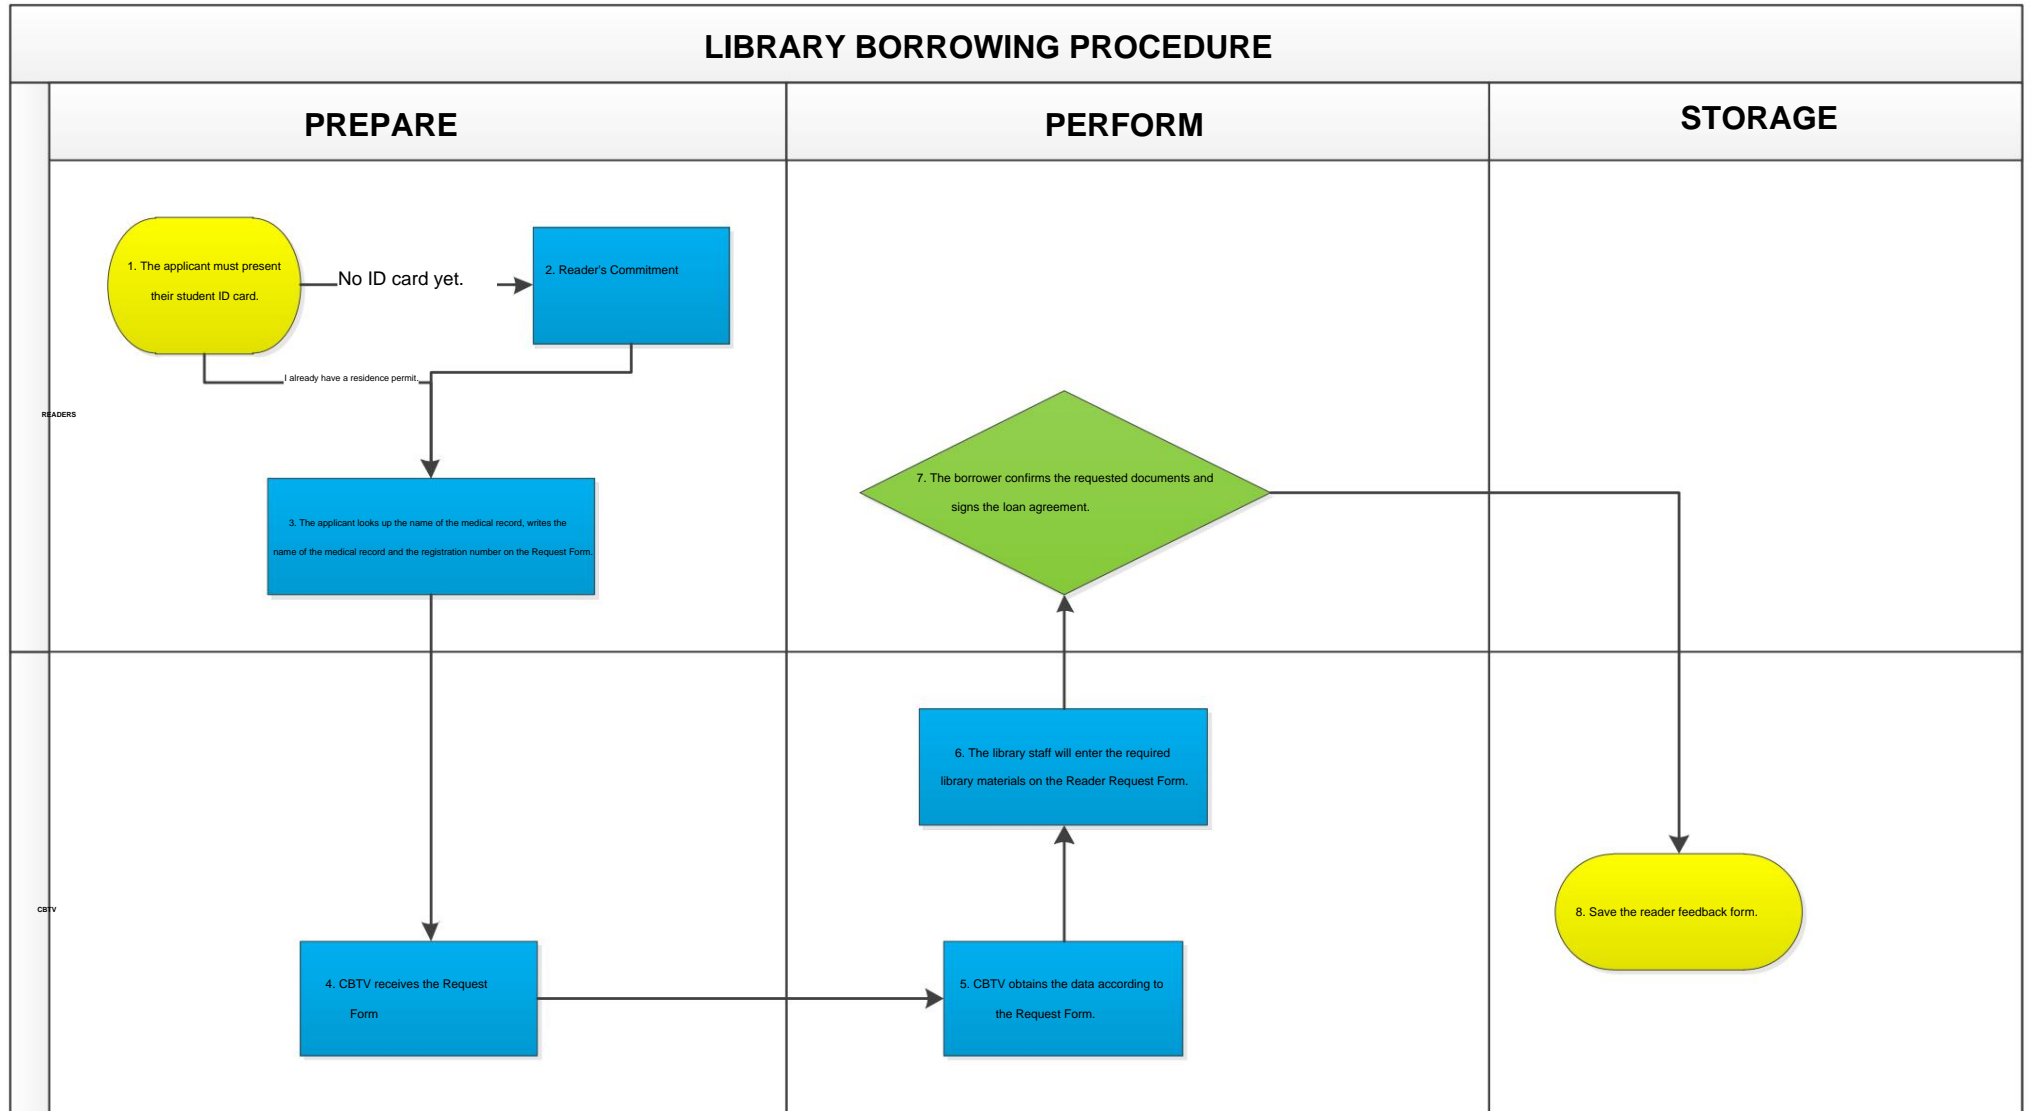 LIBRARY BORROWING PROCEDURE
PREPARE
PERFORM
STORAGE
READERS
1. The applicant must present
their student ID card.
No ID card yet.
2. Reader's Commitment
I already have a residence permit.
3. The applicant looks up the name of the medical record, writes the
name of the medical record and the registration number on the Request Form.
7. The borrower confirms the requested documents and
signs the loan agreement.
CBTV
4. CBTV receives the Request
Form
5. CBTV obtains the data according to
the Request Form.
6. The library staff will enter the required
library materials on the Reader Request Form.
8. Save the reader feedback form.